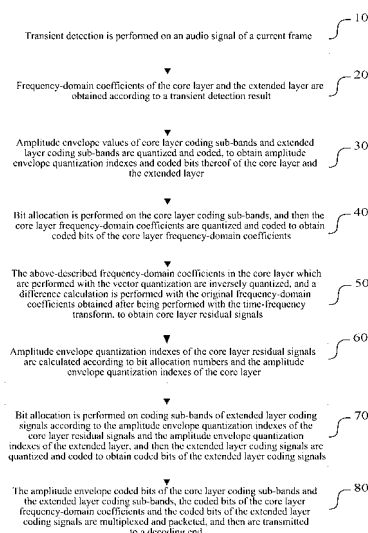 10
Transient detection is performed on an audio signal of a current frame
20
Frequency-domain coefficients of the core layer and the extended layer are
obtained according to a transient detection result
30
Amplitude envelope values of core layer coding sub-bands and extended
layer coding sub-bands are quantized and coded, to obtain amplitude
envelope quantization indexes and coded bits thereof of the core layer and
the extended layer
40
Bit allocation is performed on the core layer coding sub-bands, and then the
core layer frequency-domain coefficients are quantized and coded to obtain
coded bits of the core layer frequency-domain coefficients
50
The above-described frequency-domain coefficients in the core layer which
are performed with the vector quantization are inversely quantized, and a
difference calculation is performed with the original frequency-domain
coefficients obtained after being performed with the time-frequency
transform, to obtain core layer residual signals
60
Amplitude envelope quantization indexes of the core layer residual signals
are calculated according to bit allocation numbers and the amplitude
envelope quantization indexes of the core layer
70
Bit allocation is performed on coding sub-bands of extended layer coding
signals according to the amplitude envelope quantization indexes of the
core layer residual signals and the amplitude envelope quantization
indexes of the extended layer, and then the extended layer coding signals are
quantized and coded to obtain coded bits of the extended layer coding signals
80
The amplitude envelope coded bits of the core layer coding sub-bands and
the extended layer coding sub-bands, the coded bits of the core layer
frequency-domain coefficients and the coded bits of the extended layer
coding signals are multiplexed and packeted, and then are transmitted
to a decoding end